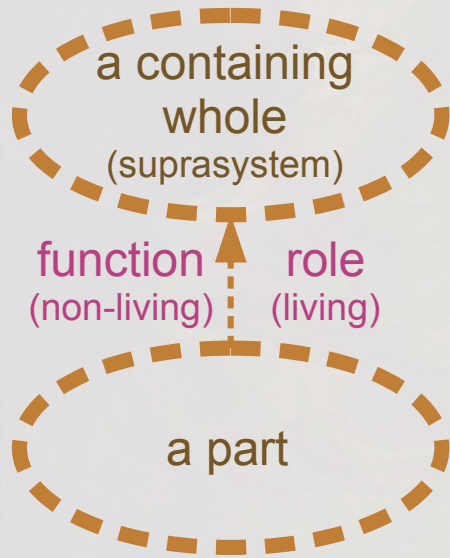 a containing
whole
(suprasystem)
function role
(non-living) (living)
a part